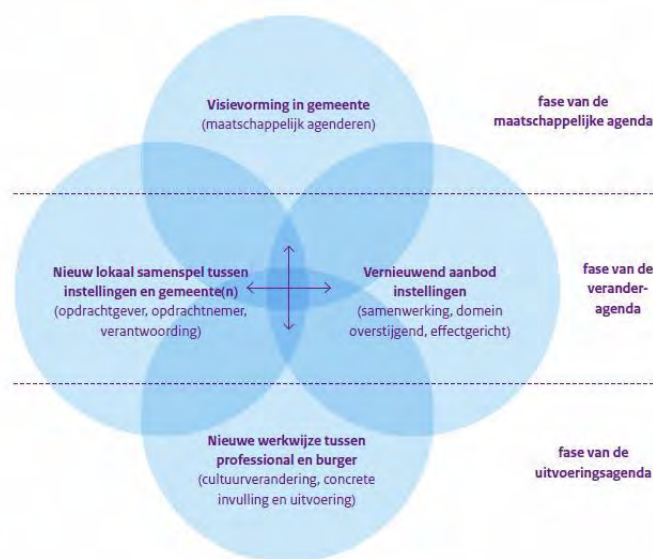 Visievorming in gemeente
(maatschappelijk agenderen)
fase van de
maatschappelijke agenda
Nieuw lokaal samenspel tussen
instellingen en gemeente(n)
(opdrachtgever, opdrachtnemer,
verantwoording)
Vernieuwend aanbod
instellingen
(samenwerking, domein
overstijgend, effectgericht)
fase van de
verander-
agenda
Nieuwe werkwijze tussen
professional en burger
(cultuurverandering, concrete
invulling en uitvoering)
fase van de
uitvoeringsagenda